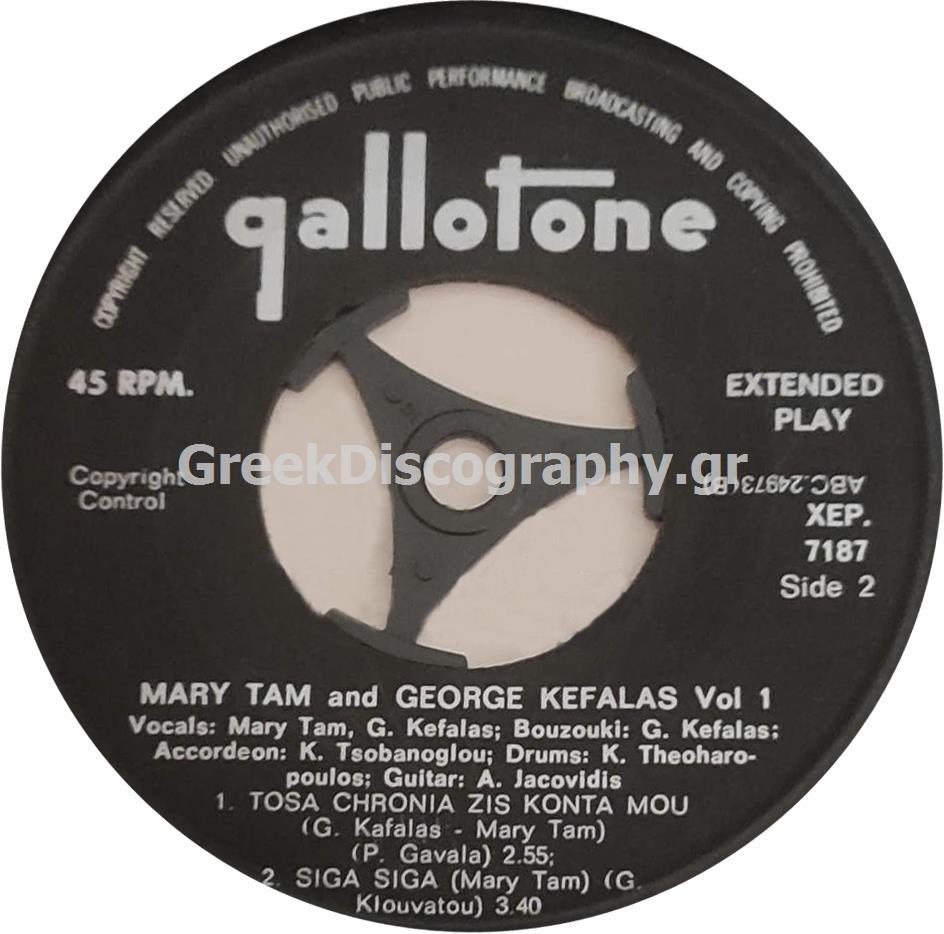 COPYRIGHT RESERVED UNAUTHORISED PUBLIC PERFORMANCE BROADCASTING AND COPYING PROHIBITED
gallotone
45 RPM.
EXTENDED
PLAY
GreekDiscography.gr
Copyright
Control
ABC.24973(B)
XEP.
7187
Side 2
MARY TAM and GEORGE KEFALAS Vol 1
Vocals: Mary Tam, G. Kefalas; Bouzouki: G. Kefalas;
Accordeon: K. Tsobanoglou; Drums: K. Theoharo-
poulos; Guitar: A. Jacovidis
1. TOSA CHRONIA ZIS KONTA MOU
(G. Kafalas - Mary Tam)
(P. Gavala) 2.55;
2. SIGA SIGA (Mary Tam) (G.
Klouvatou) 3.40